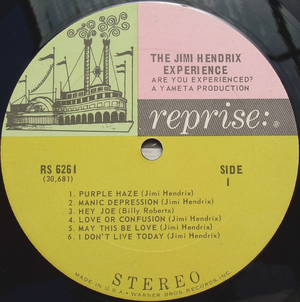 THE JIMI HENDRIX
EXPERIENCE
ARE YOU EXPERIENCED?
A YAMETA PRODUCTION
reprise:®
RS 6261
(30,681)
SIDE
1
1. PURPLE HAZE (Jimi Hendrix)
2. MANIC DEPRESSION (Jimi Hendrix)
3. HEY JOE (Billy Roberts)
4. LOVE OR CONFUSION (Jimi Hendrix)
5. MAY THIS BE LOVE (Jimi Hendrix)
6. I DON'T LIVE TODAY (Jimi Hendrix)
STEREO
MADE IN U.S.A. • WARNER BROS. RECORDS, INC.